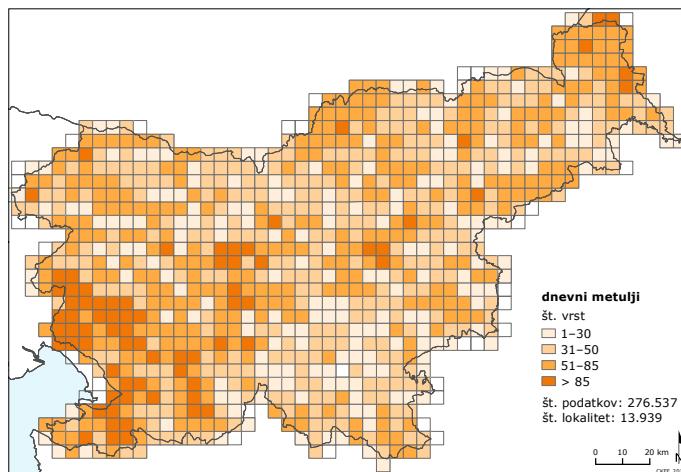 dnevni metulji
št. vrst
1–30
31–50
51–85
> 85
št. podatkov: 276.537
št. lokalitet: 13.939
0 10 20 km
N